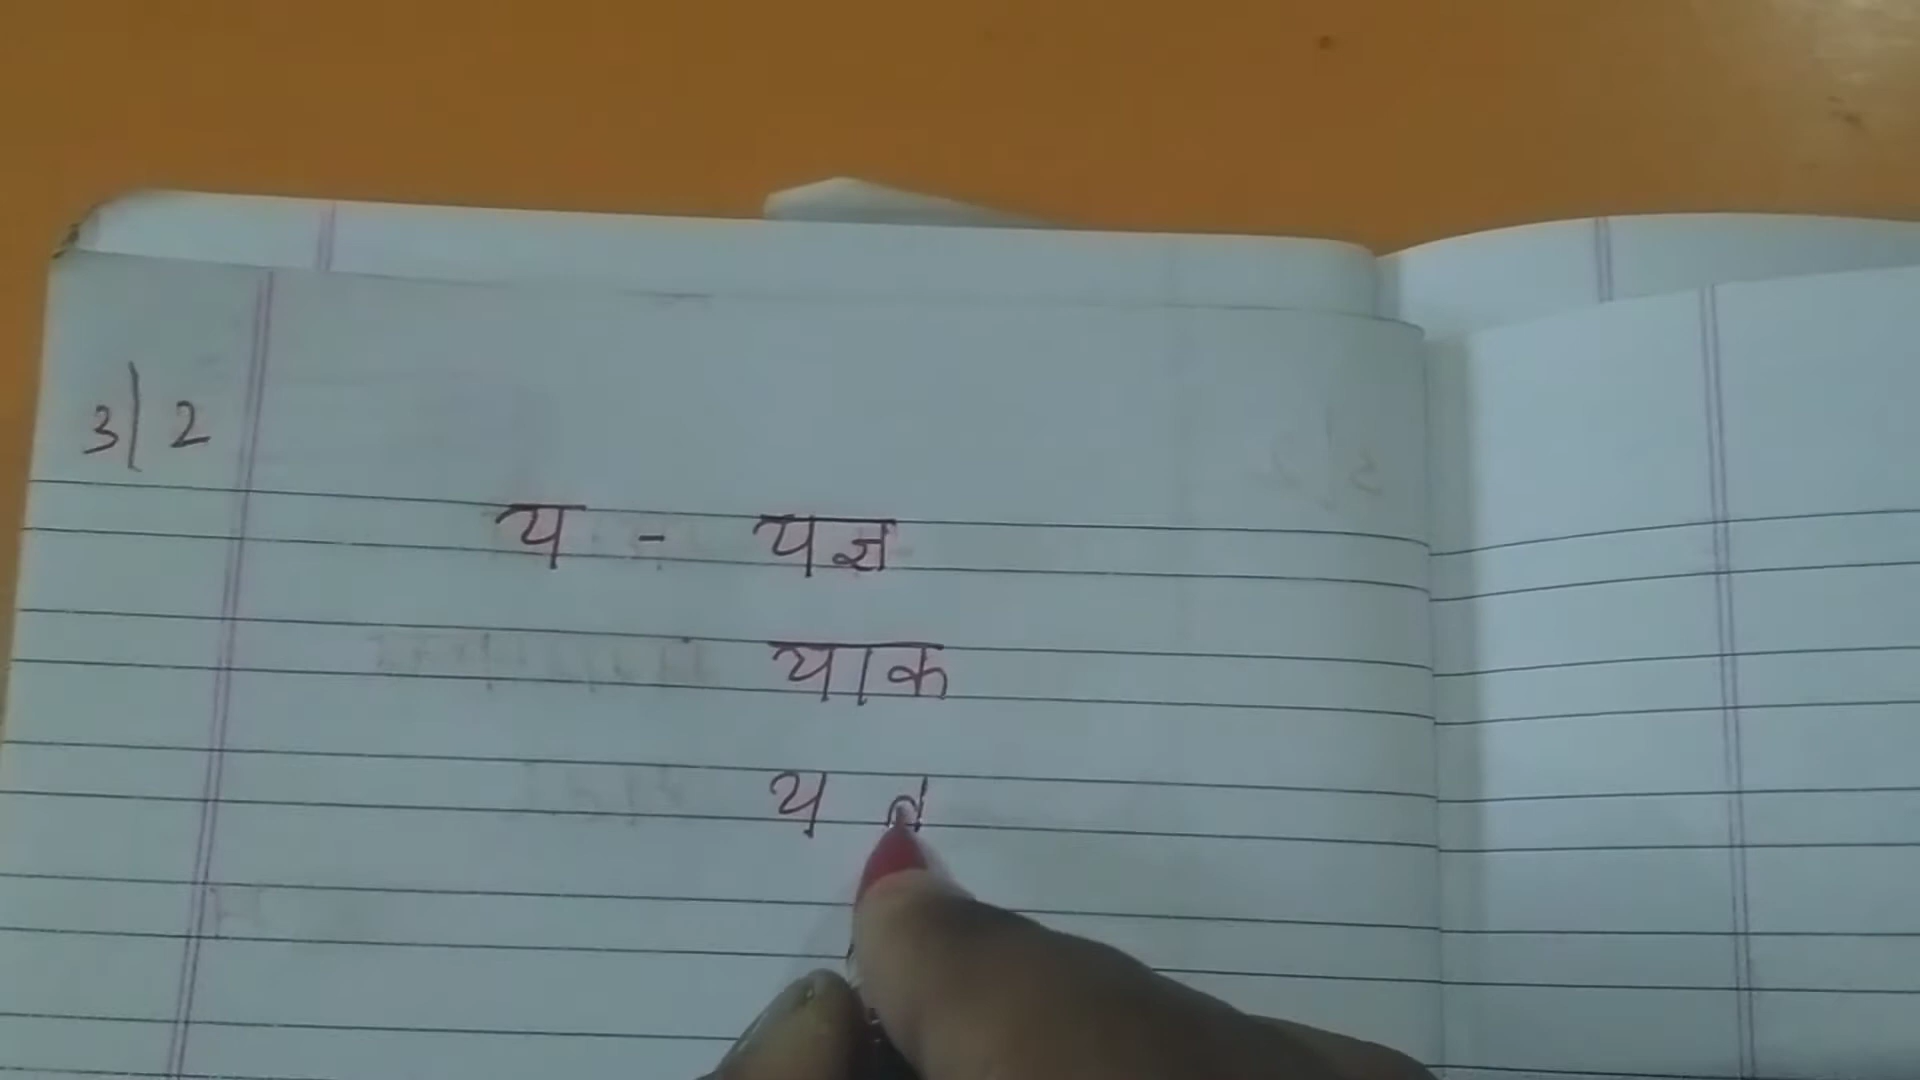 3/2
य - यज्ञ
याक
य त